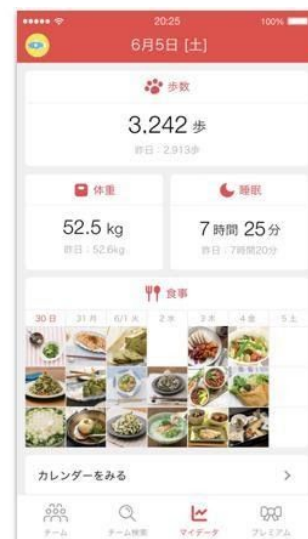 20:25 100%
6月5日 [土]
歩数
3,242 歩
昨日：2,913歩
体重
52.5 kg
昨日：52.6kg
睡眠
7時間 25分
昨日：7時間20分
食事
30日 31月 6/1火 2水 3木 4金 5土
カレンダーをみる
チーム チーム検索 マイデータ プレミアム